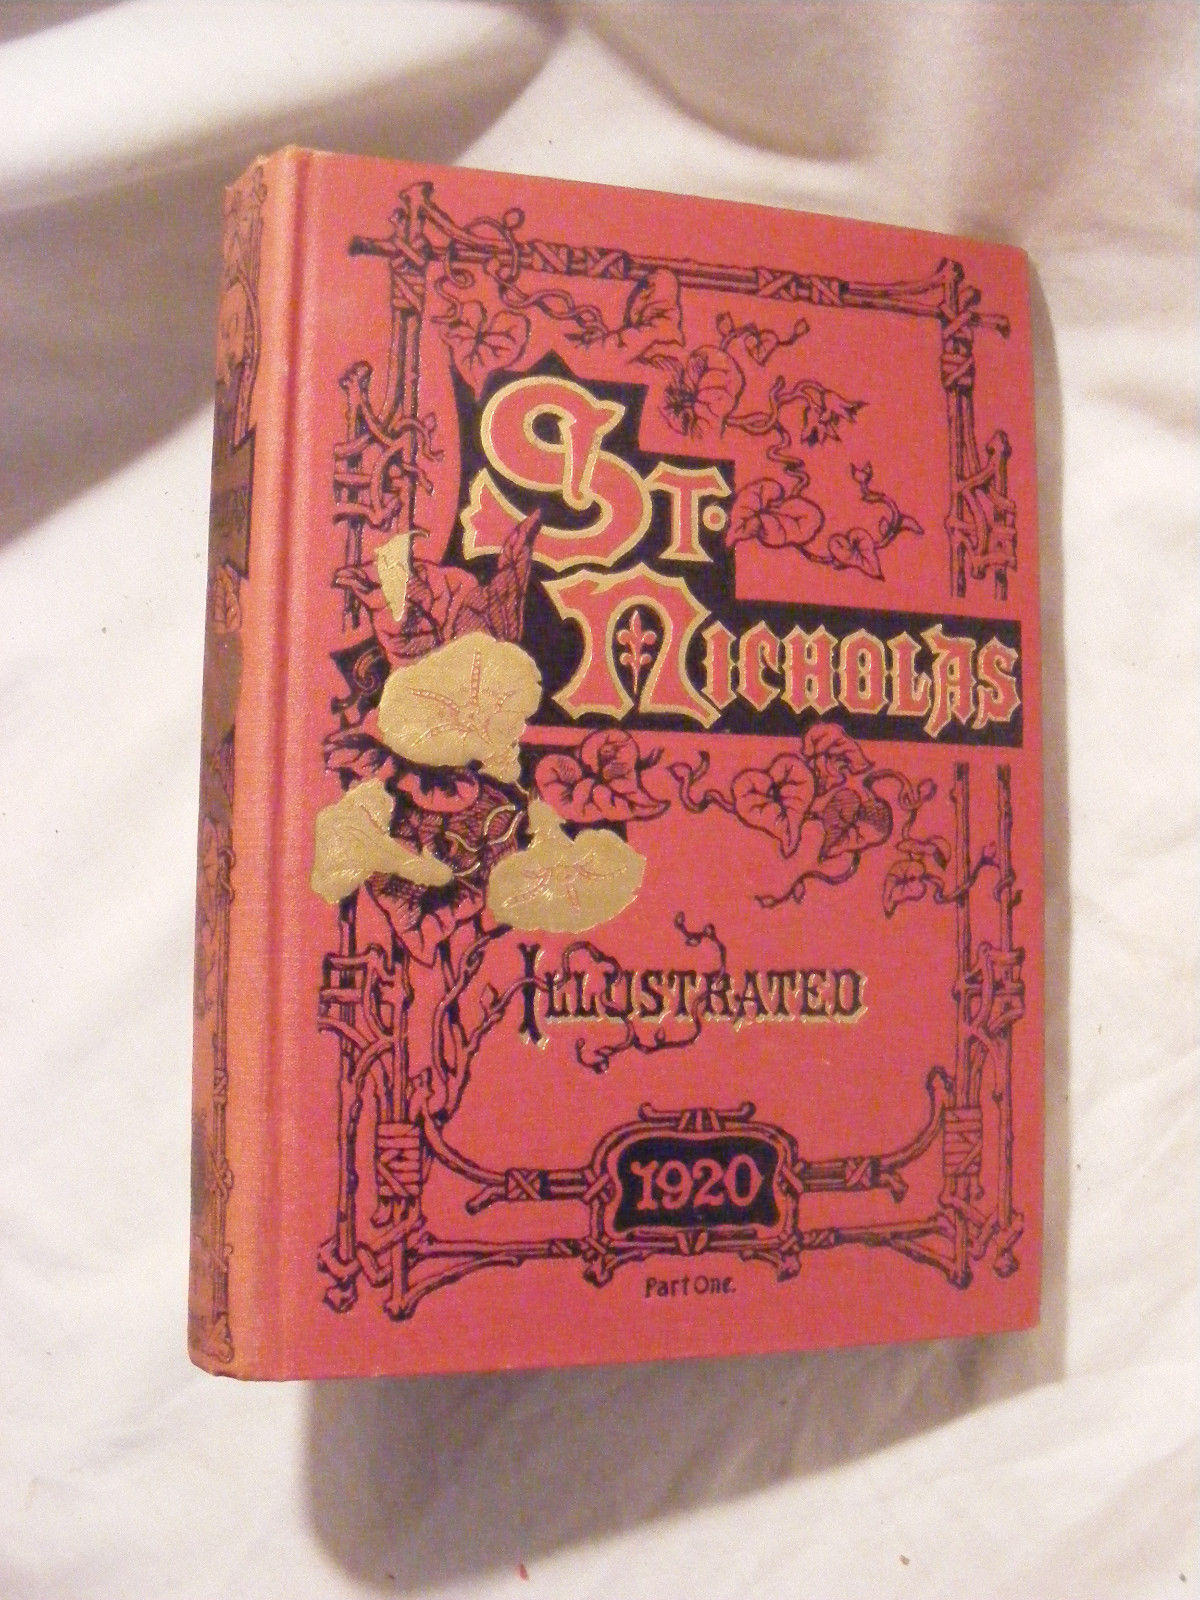 St.
Nicholas
Illustrated
1920
Part One.